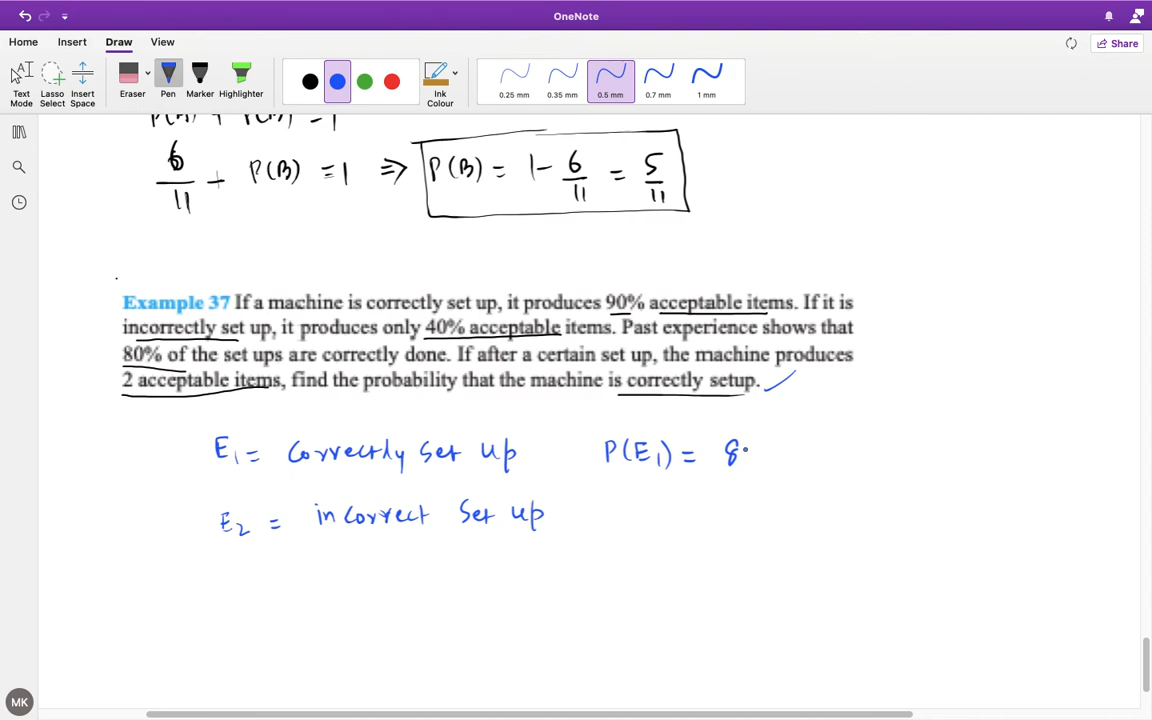 OneNote
Home Insert Draw View
Share
Text Mode
Lasso Select
Insert Space
Eraser
Pen
Marker
Highlighter
Ink Colour
0.25 mm
0.35 mm
0.5 mm
0.7 mm
1 mm
P(A) + P(B) = 1
6/11 + P(B) = 1 ⇒ P(B) = 1 - 6/11 = 5/11
Example 37 If a machine is correctly set up, it produces 90% acceptable items. If it is
incorrectly set up, it produces only 40% acceptable items. Past experience shows that
80% of the set ups are correctly done. If after a certain set up, the machine produces
2 acceptable items, find the probability that the machine is correctly setup.
E₁ = Correctly Set Up P(E₁) = 8
E₂ = incorrect Set up
MK